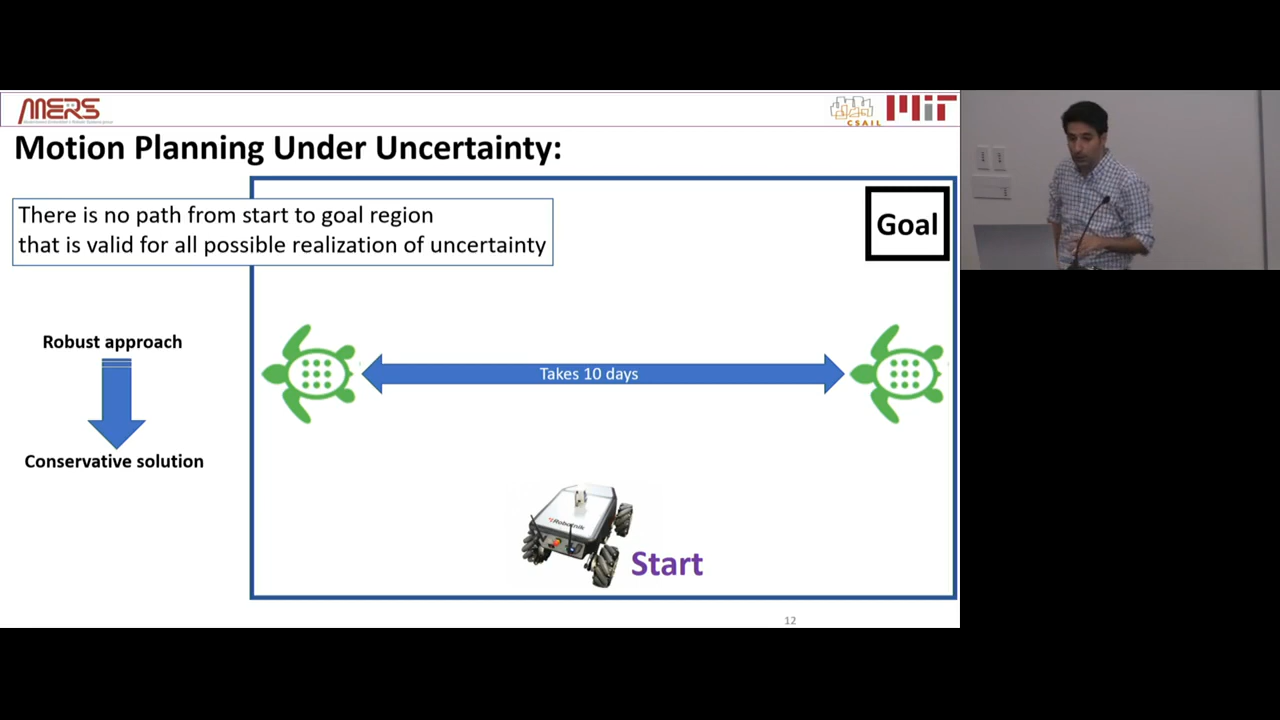 MERS
CSAIL
MIT
Motion Planning Under Uncertainty:
There is no path from start to goal region
that is valid for all possible realization of uncertainty
Goal
Robust approach
Takes 10 days
Conservative solution
Robotnik
Start
12